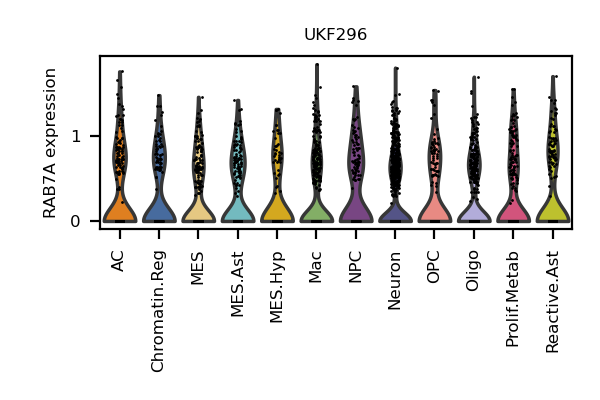 UKF296
RAB7A expression
1
0
AC
Chromatin.Reg
MES
MES.Ast
MES.Hyp
Mac
NPC
Neuron
OPC
Oligo
Prolif.Metab
Reactive.Ast